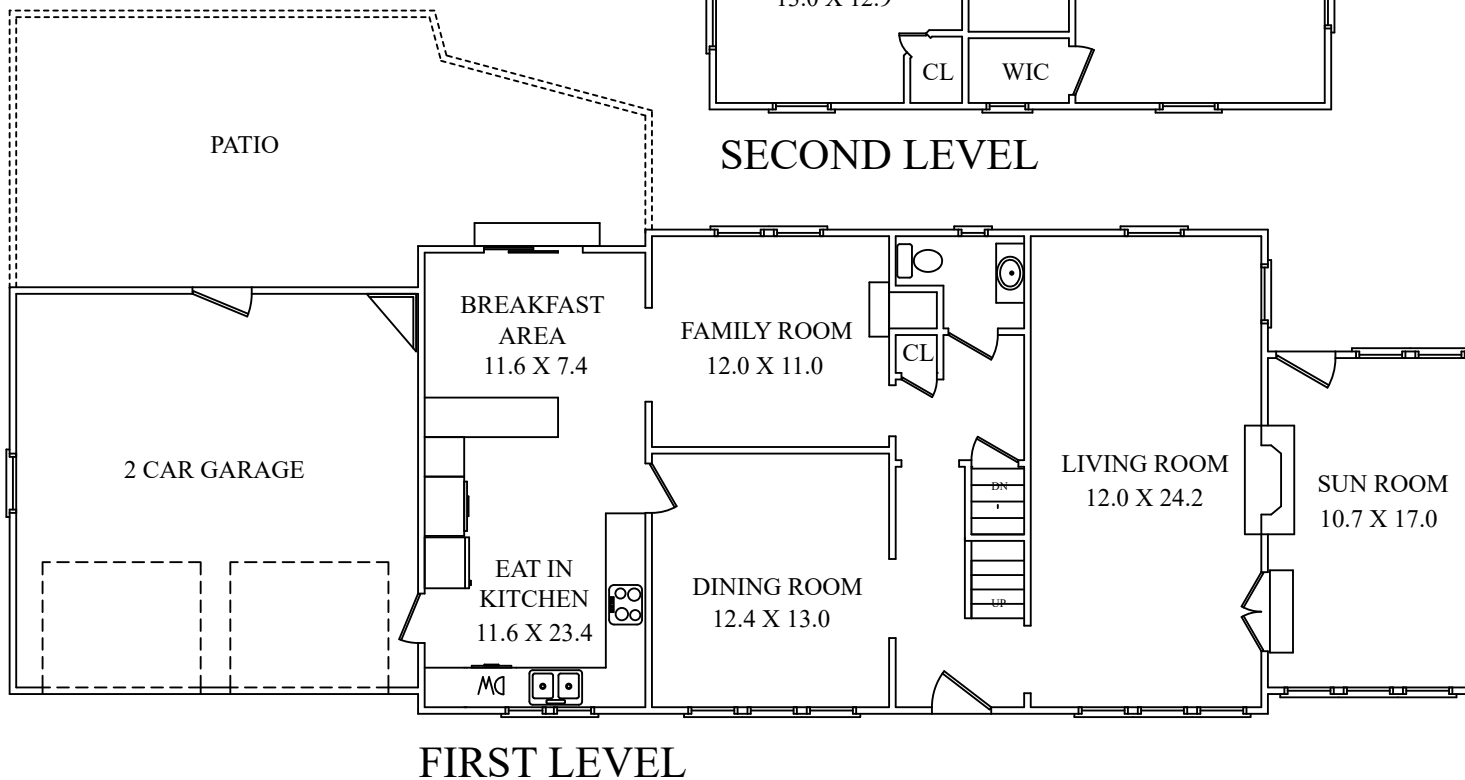 13.0 X 12.9
CL
WIC
SECOND LEVEL
PATIO
BREAKFAST
AREA
11.6 X 7.4
FAMILY ROOM
12.0 X 11.0
CL
2 CAR GARAGE
LIVING ROOM
12.0 X 24.2
SUN ROOM
10.7 X 17.0
DN
EAT IN
KITCHEN
11.6 X 23.4
DINING ROOM
12.4 X 13.0
UP
DW
FIRST LEVEL